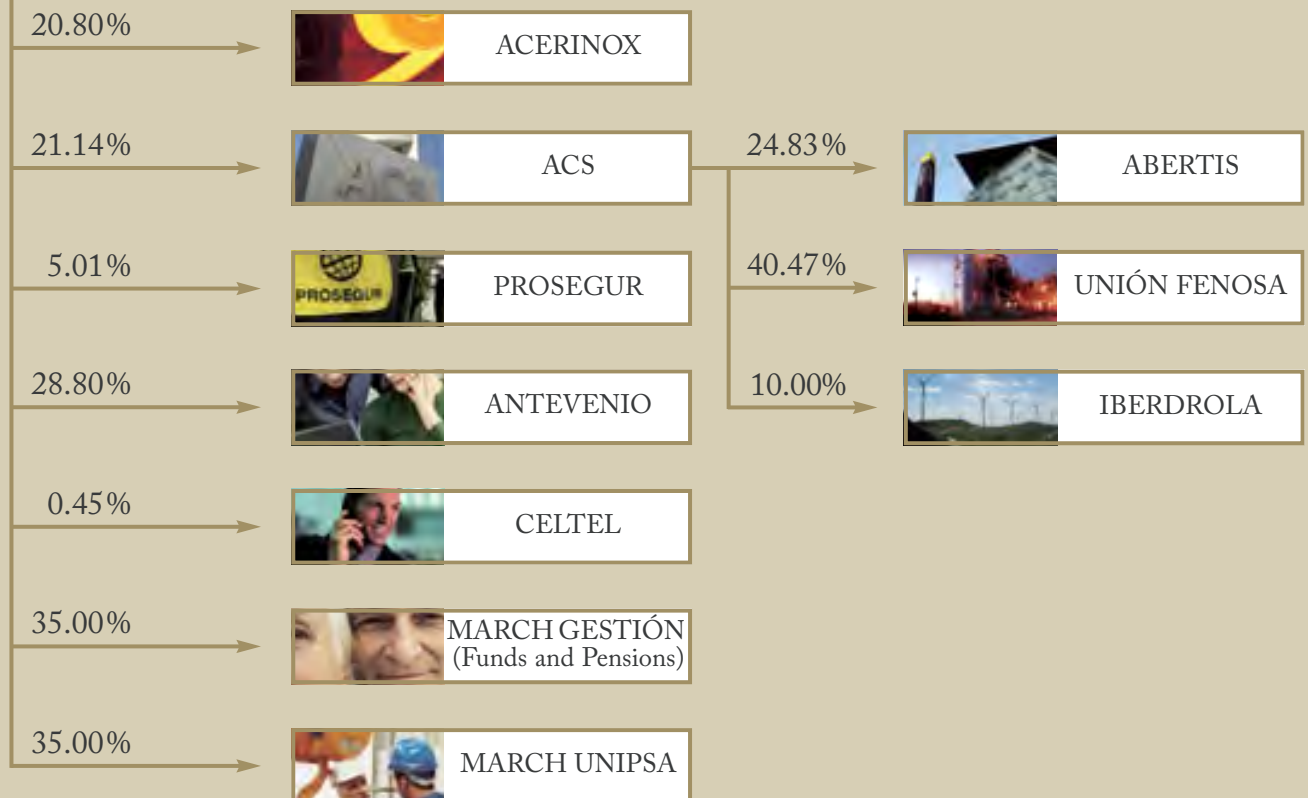 20.80%
ACERINOX
21.14%
ACS
24.83%
ABERTIS
5.01%
PROSEGUR
PROSEGUR
40.47%
UNIÓN FENOSA
28.80%
ANTEVENIO
10.00%
IBERDROLA
0.45%
CELTEL
35.00%
MARCH GESTIÓN
(Funds and Pensions)
35.00%
MARCH UNIPSA